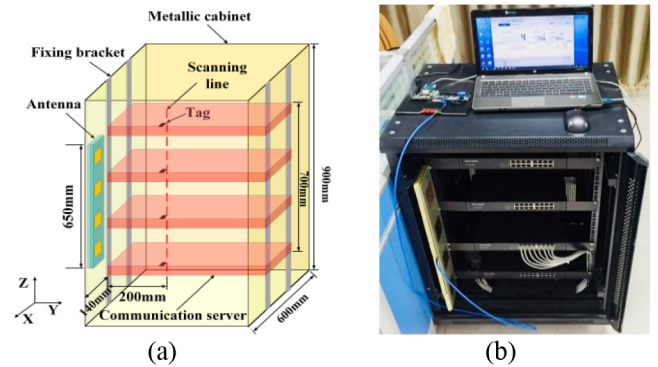 Metallic cabinet
Fixing bracket
Scanning
line
Antenna
Tag
650mm
700mm
900mm
Z
Y
X
140mm
200mm
Communication server
600mm
(a)
(b)